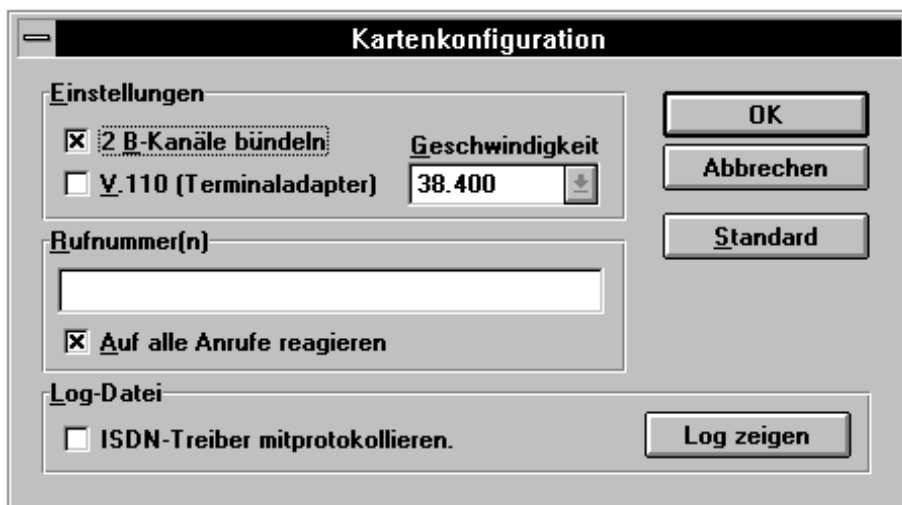 Kartenkonfiguration
Einstellungen
2 B-Kanäle bündeln
V.110 (Terminaladapter)
Geschwindigkeit
38.400
Rufnummer(n)
Auf alle Anrufe reagieren
Log-Datei
ISDN-Treiber mitprotokollieren.
Log zeigen
OK
Abbrechen
Standard